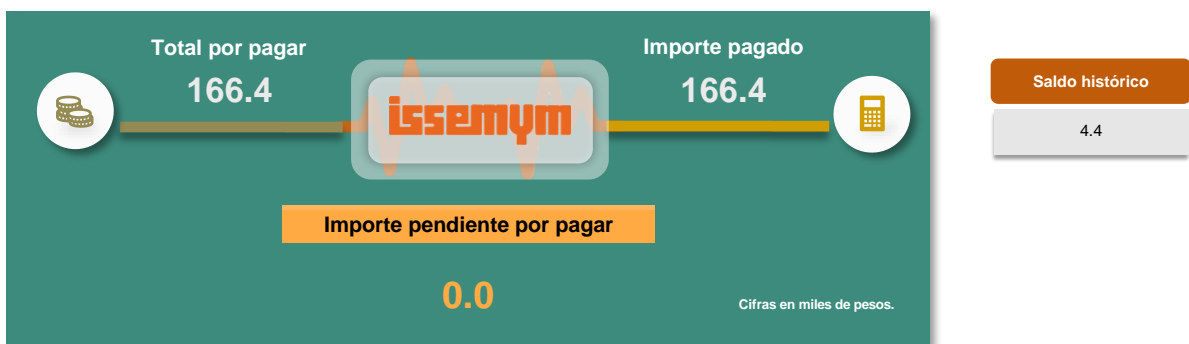 Total por pagar
166.4
issemym
Importe pagado
166.4
Importe pendiente por pagar
0.0
Cifras en miles de pesos.
Saldo histórico
4.4